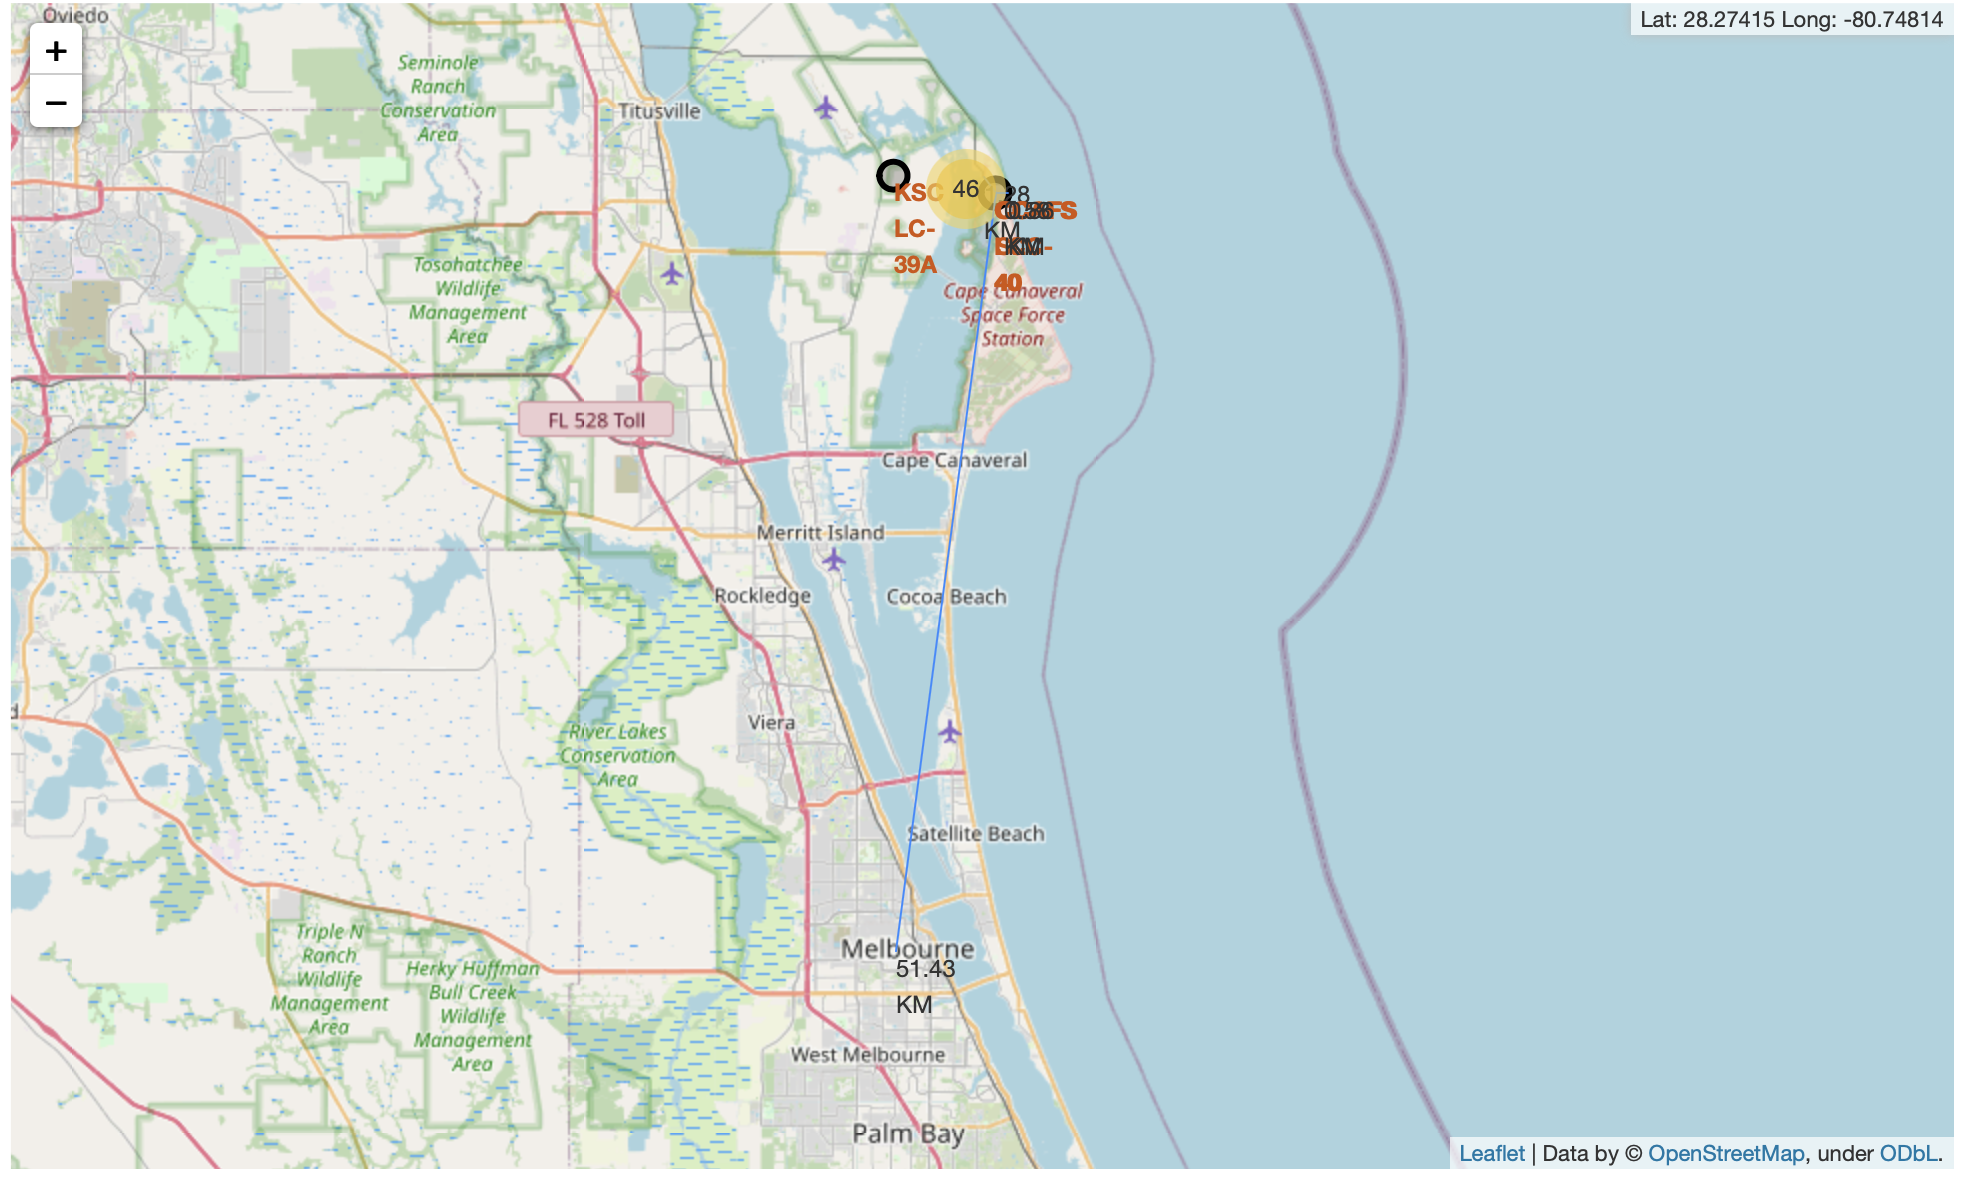 Oviedo
+
−
Lat: 28.27415 Long: -80.74814
Seminole
Ranch
Conservation
Area
Titusville
46
KSC
LC-
39A
KM
KM
40
Tosohatchee
Wildlife
Management
Area
Cape Canaveral
Space Force
Station
FL 528 Toll
Cape Canaveral
Merritt Island
Rockledge
Cocoa Beach
Viera
River Lakes
Conservation
Area
Satellite Beach
Melbourne
51.43
KM
Triple N
Ranch
Wildlife
Management
Area
Herky Huffman
Bull Creek
Wildlife
Management
Area
West Melbourne
Palm Bay
Leaflet | Data by © OpenStreetMap, under ODbL.